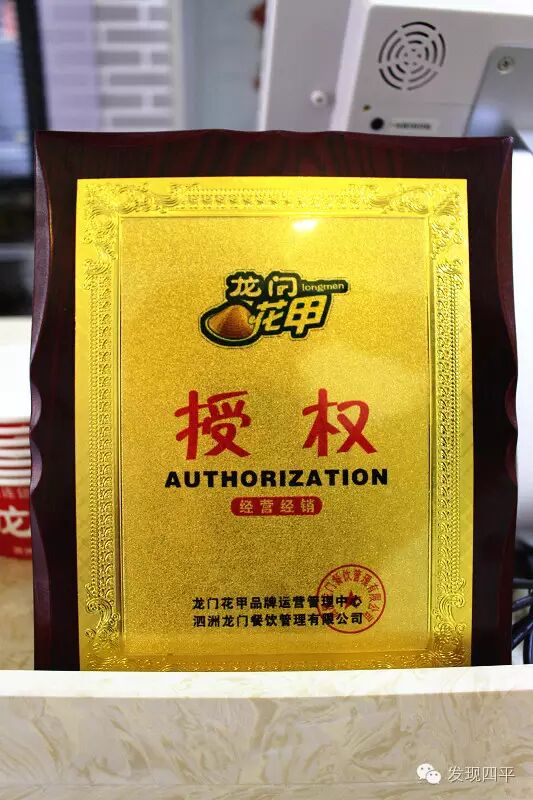 龙门
longmen
花甲
授权
AUTHORIZATION
经营经销
龙门花甲品牌运营管理中心
泗洲龙门餐饮管理有限公司
龙
发现四平